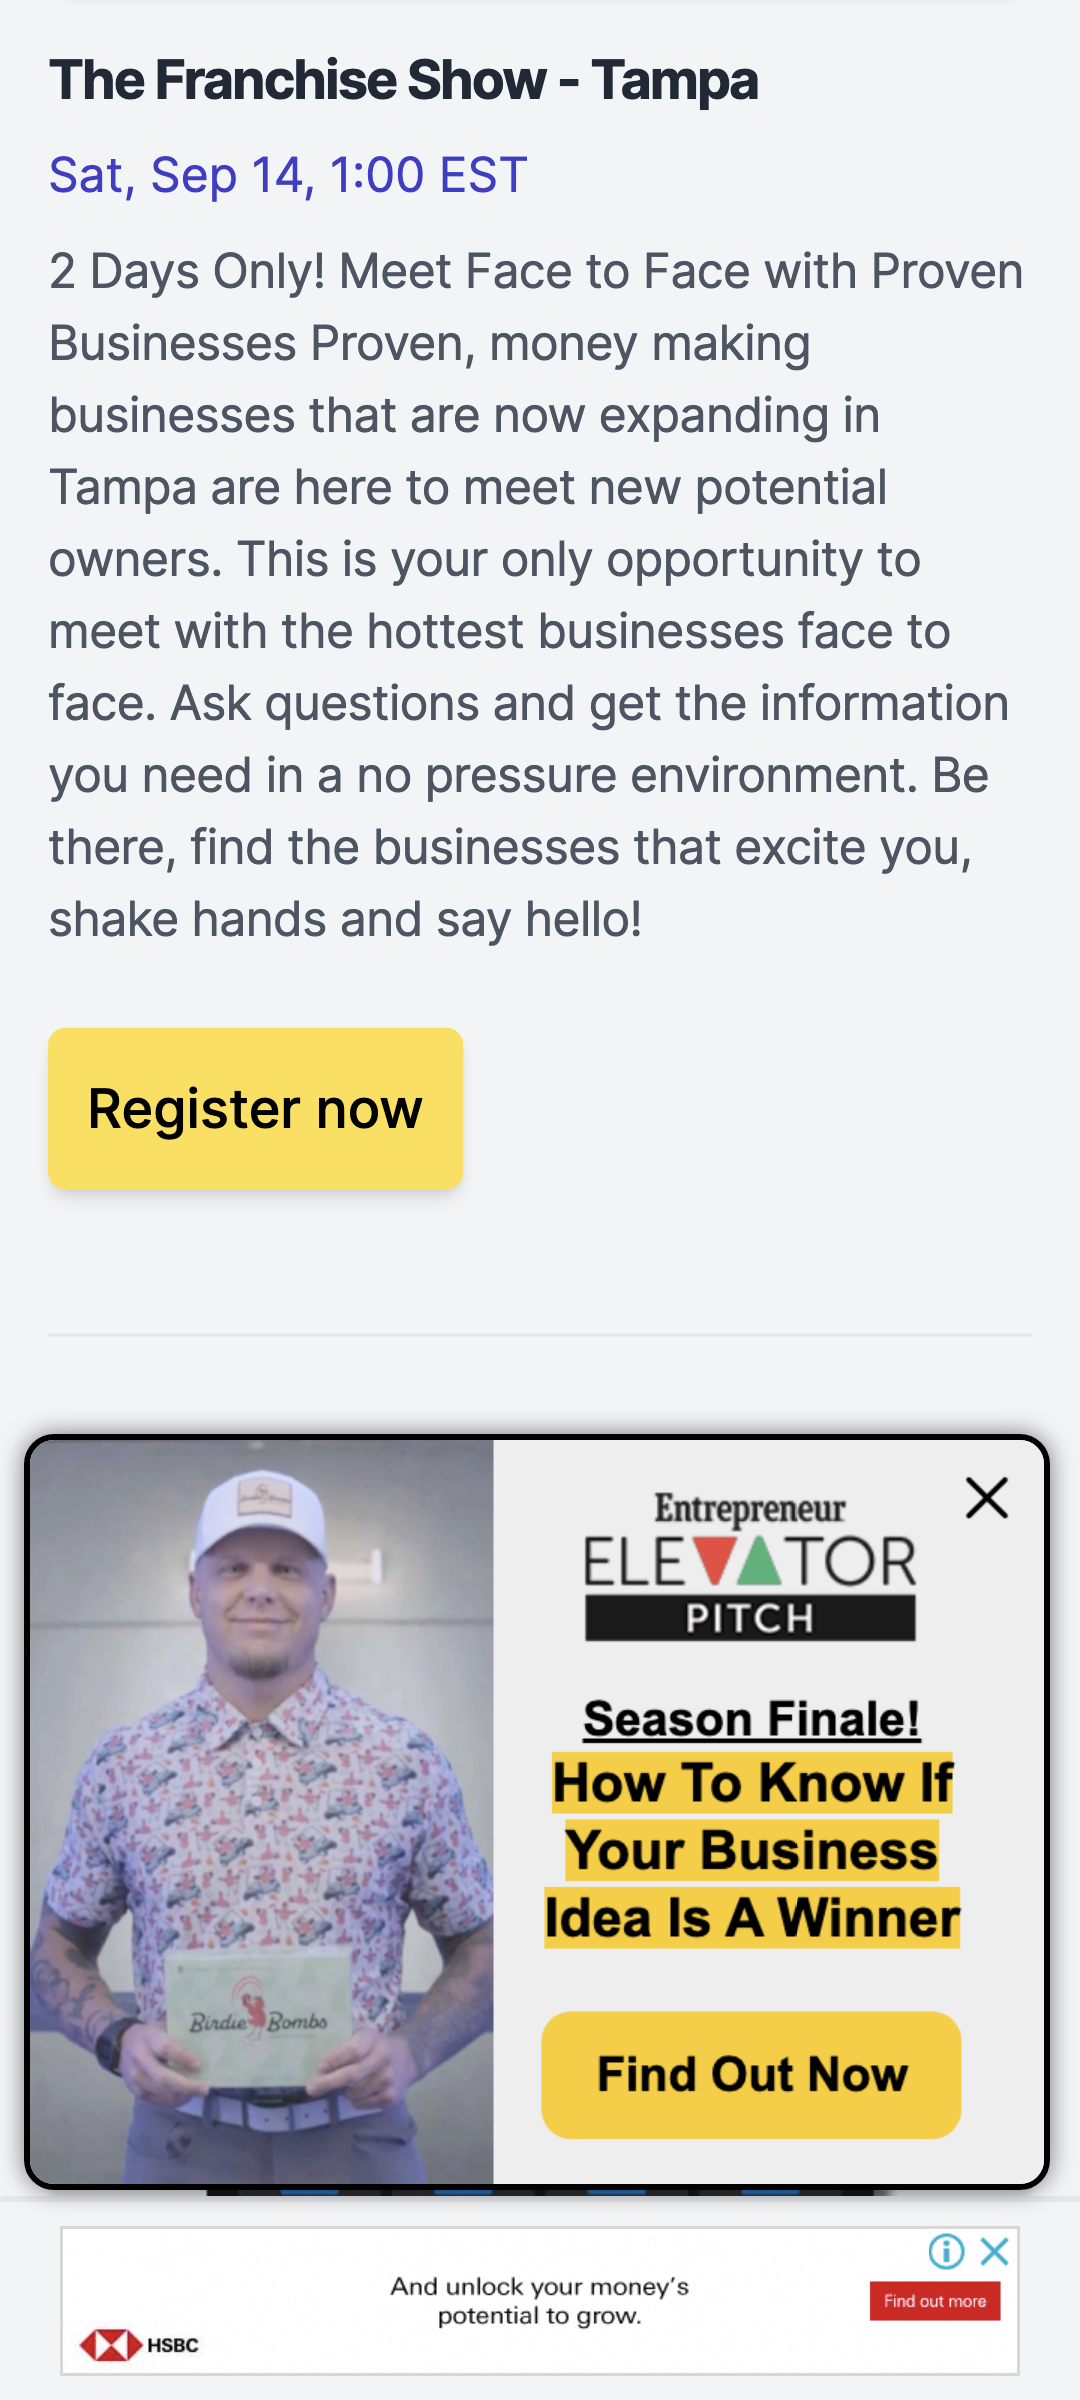 The Franchise Show - Tampa
Sat, Sep 14, 1:00 EST
2 Days Only! Meet Face to Face with Proven
Businesses Proven, money making
businesses that are now expanding in
Tampa are here to meet new potential
owners. This is your only opportunity to
meet with the hottest businesses face to
face. Ask questions and get the information
you need in a no pressure environment. Be
there, find the businesses that excite you,
shake hands and say hello!
Register now
Entrepreneur
ELEVATOR
PITCH
Season Finale!
How To Know If
Your Business
Idea Is A Winner
Find Out Now
Birdie Bombs
And unlock your money's
potential to grow.
Find out more
HSBC